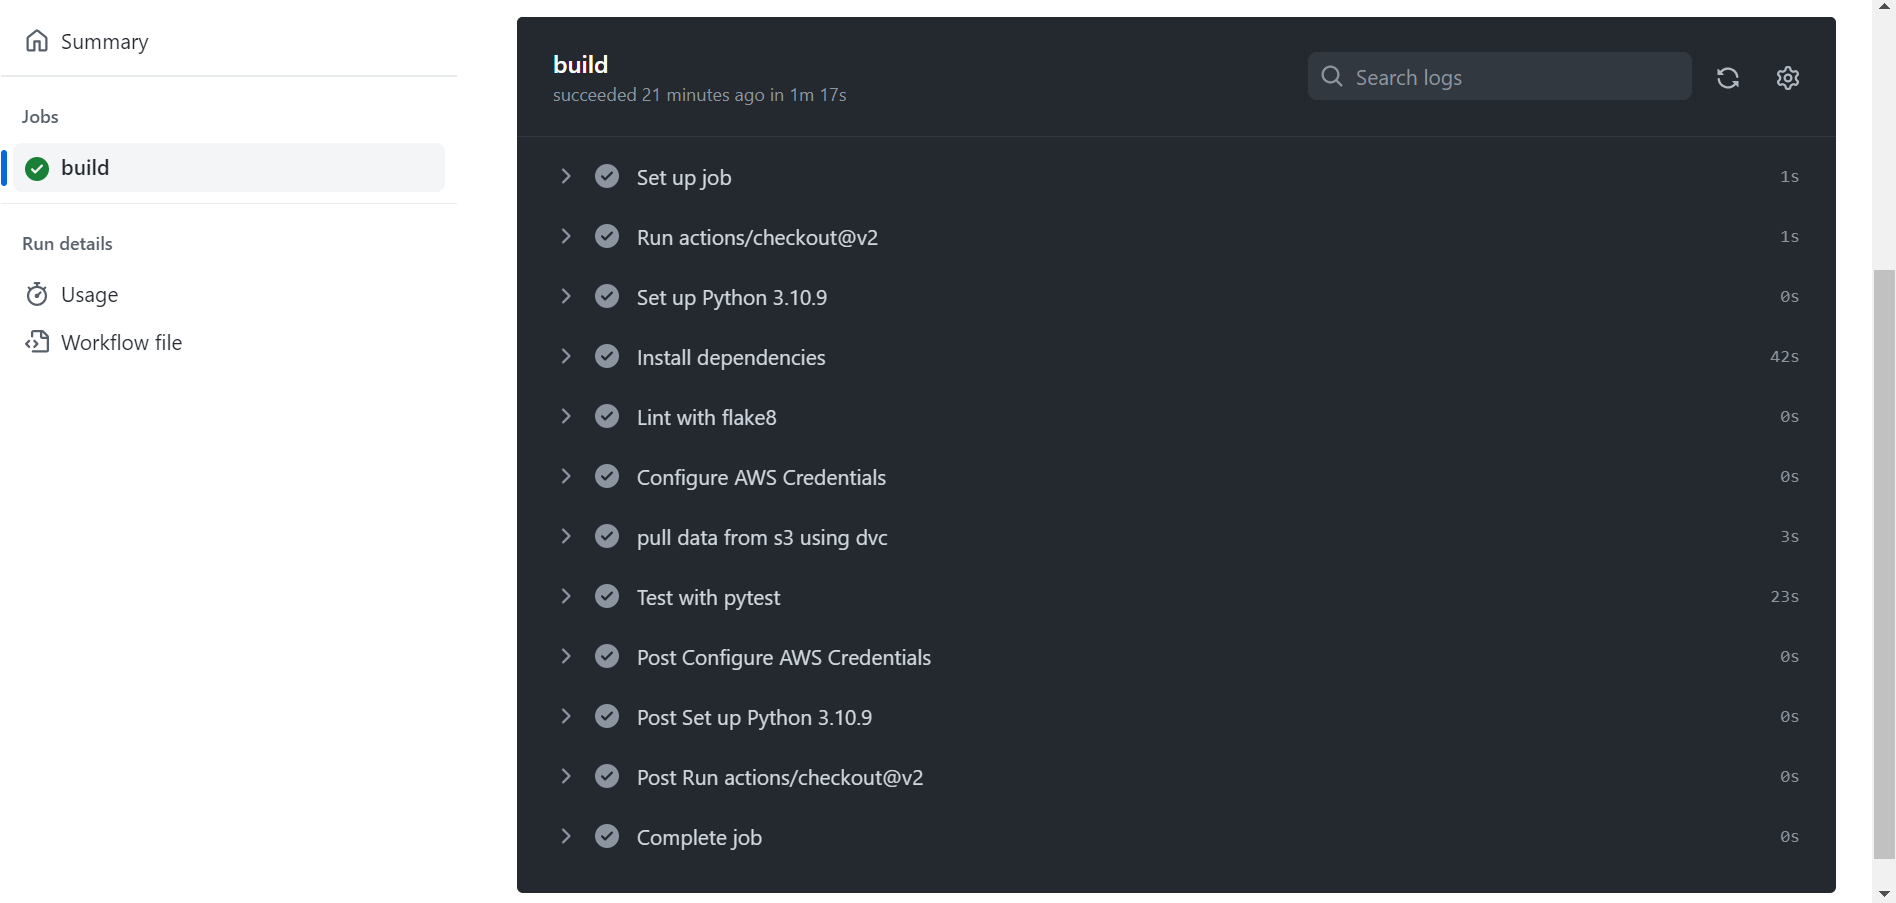 Summary
Jobs
build
Run details
Usage
Workflow file
build
succeeded 21 minutes ago in 1m 17s
Search logs
Set up job 1s
Run actions/checkout@v2 1s
Set up Python 3.10.9 0s
Install dependencies 42s
Lint with flake8 0s
Configure AWS Credentials 0s
pull data from s3 using dvc 3s
Test with pytest 23s
Post Configure AWS Credentials 0s
Post Set up Python 3.10.9 0s
Post Run actions/checkout@v2 0s
Complete job 0s